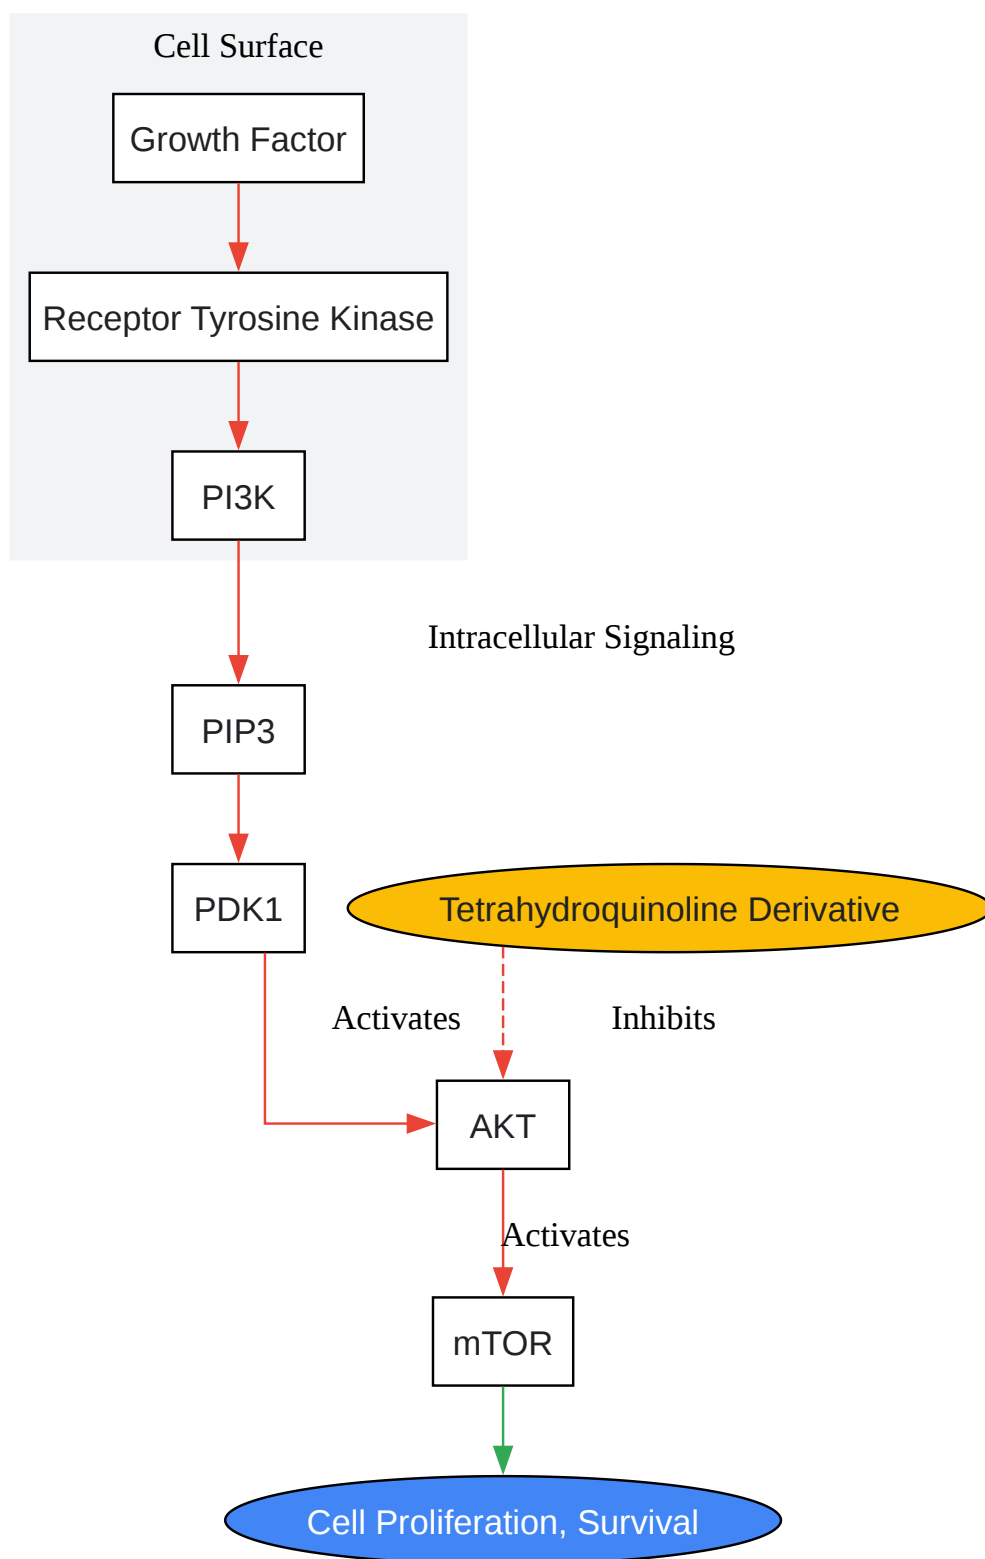 Cell Surface
Growth Factor
Receptor Tyrosine Kinase
PI3K
Intracellular Signaling
PIP3
PDK1
Tetrahydroquinoline Derivative
Activates
Inhibits
AKT
Activates
mTOR
Cell Proliferation, Survival